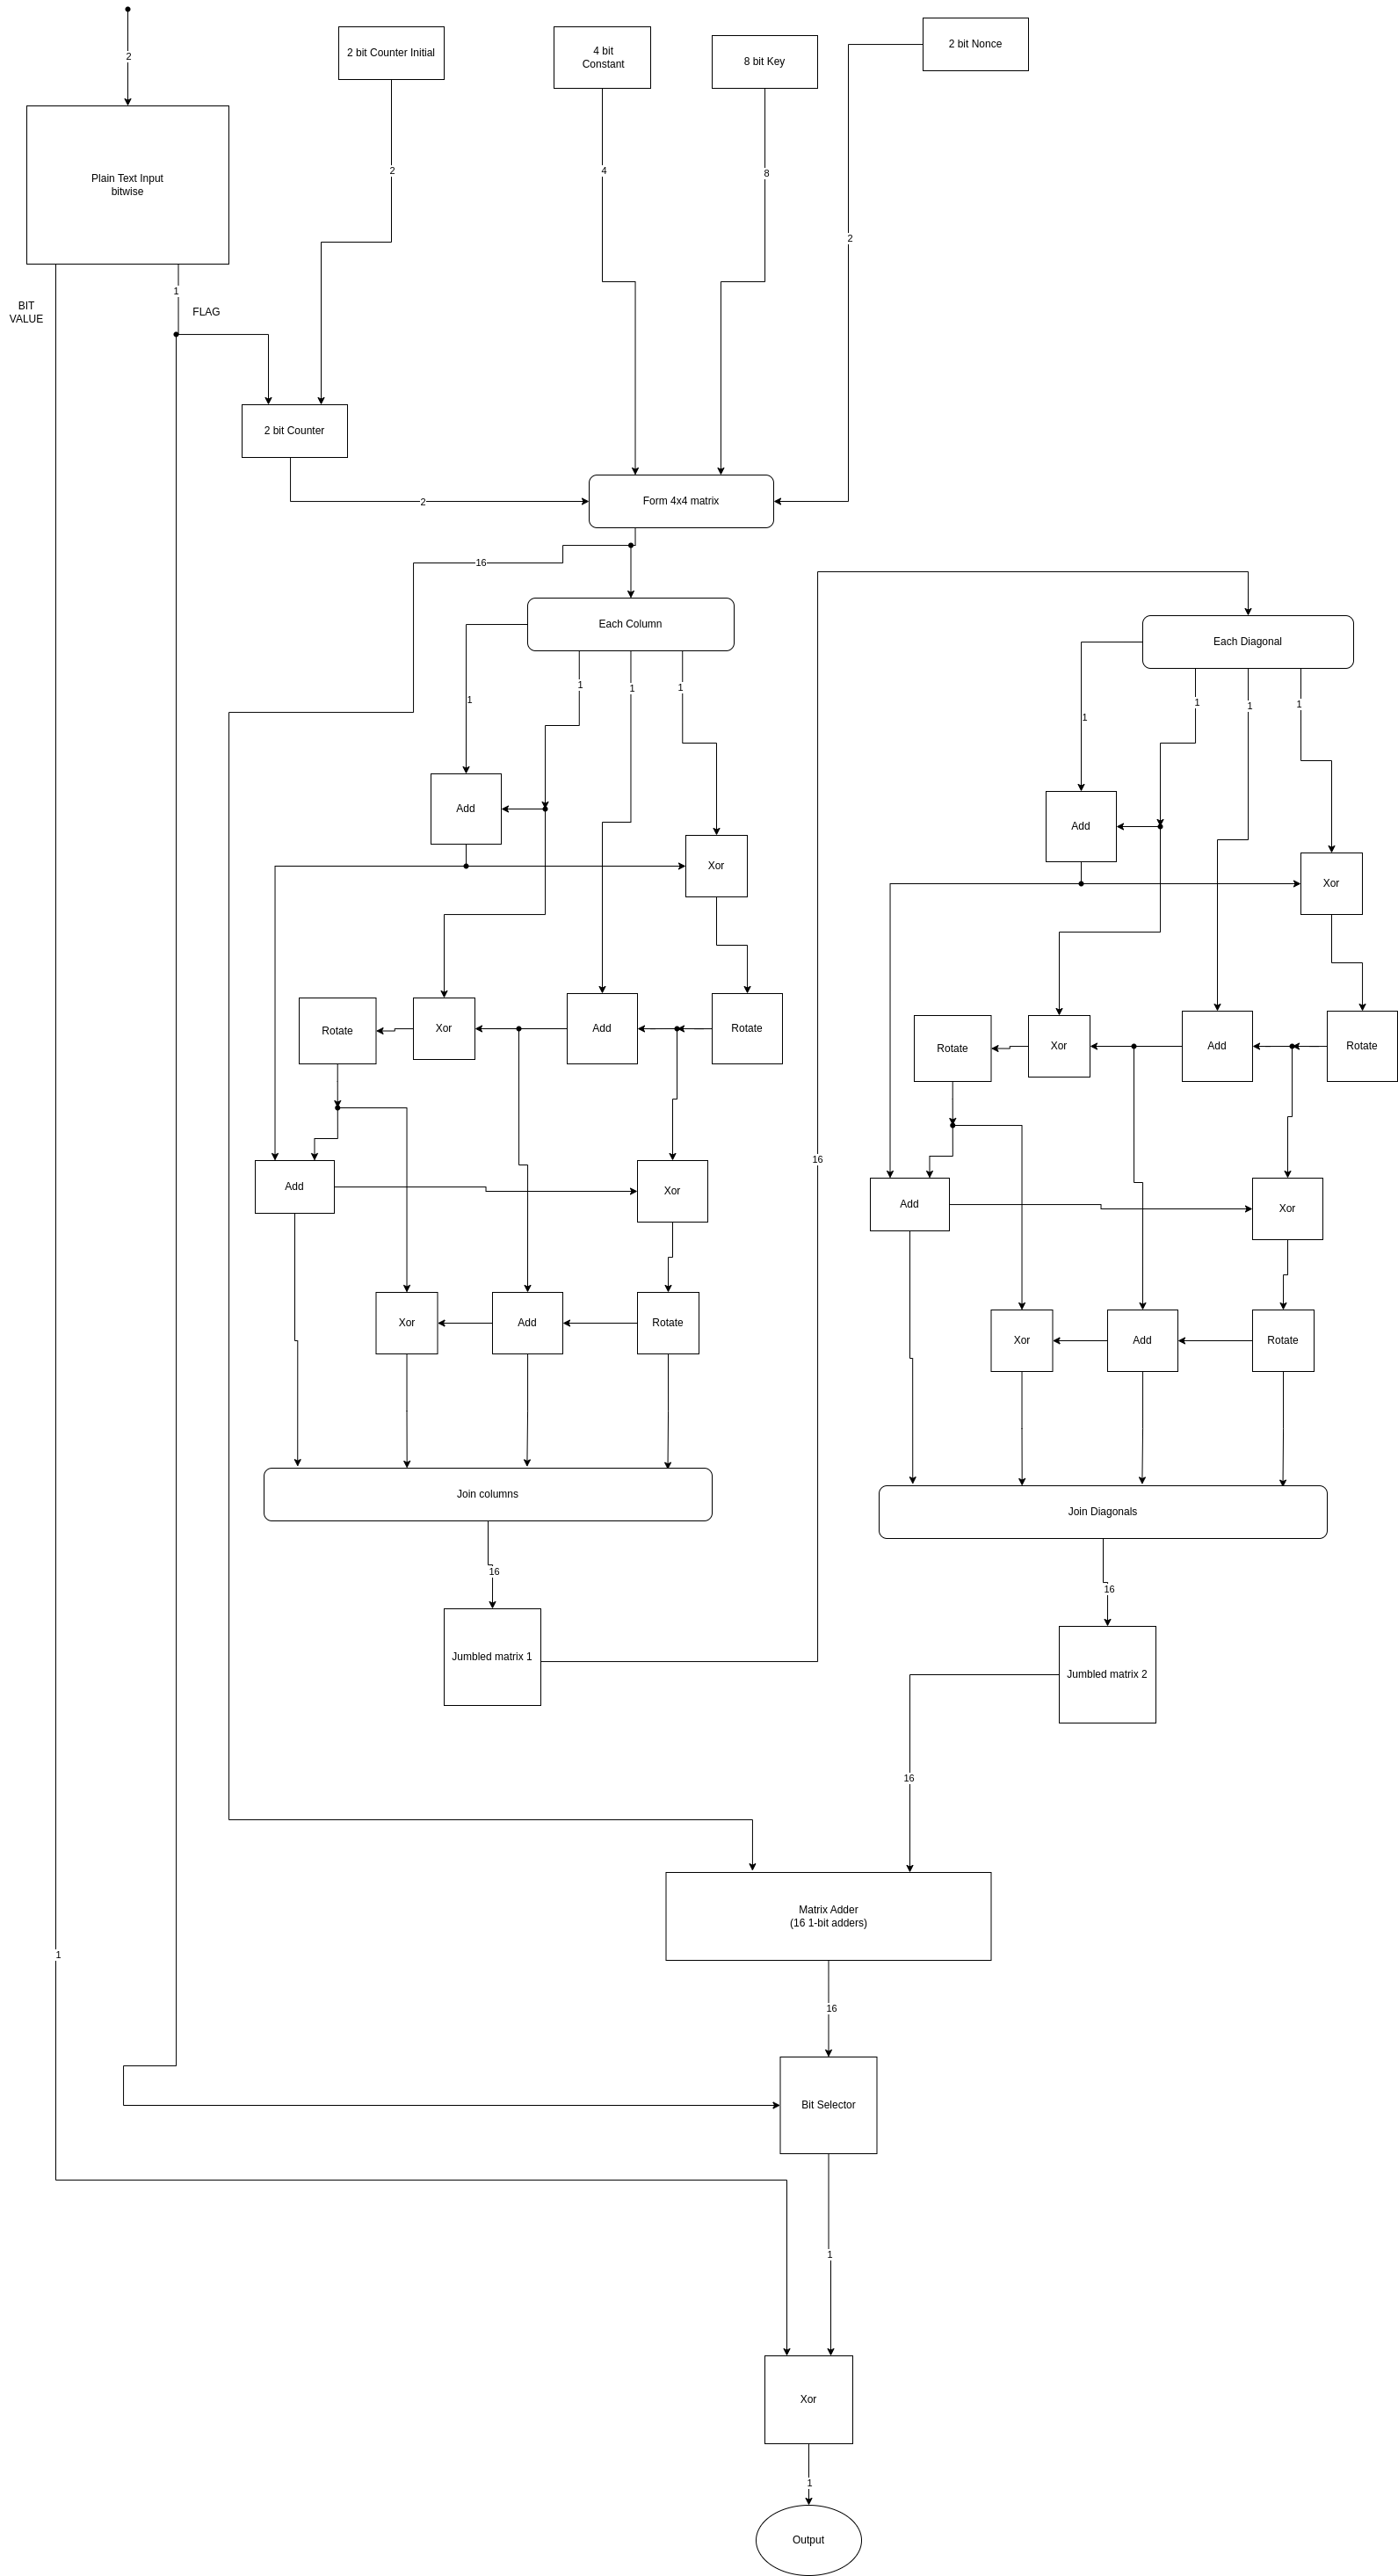 2
2 bit Counter Initial
4 bit
Constant
8 bit Key
2 bit Nonce
Plain Text Input
bitwise
2
4
8
2
1
BIT
VALUE
FLAG
2 bit Counter
2
Form 4x4 matrix
16
Each Column
Each Diagonal
1
1
1
1
1
1
1
1
Add
Xor
Add
Xor
Rotate
Xor
Add
Rotate
Rotate
Xor
Add
Rotate
16
Add
Xor
Add
Xor
Xor
Add
Rotate
Xor
Add
Rotate
Join columns
Join Diagonals
16
16
Jumbled matrix 1
Jumbled matrix 2
16
Matrix Adder
(16 1-bit adders)
1
16
Bit Selector
1
Xor
1
Output